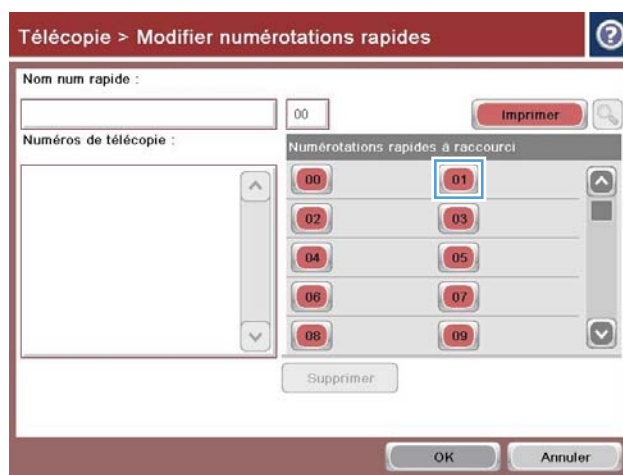 Télécopie > Modifier numérotations rapides
?
Nom num rapide :
00
Imprimer
Numéros de télécopie :
Numérotations rapides à raccourci
00 01
02 03
04 05
06 07
08 09
Supprimer
OK Annuler